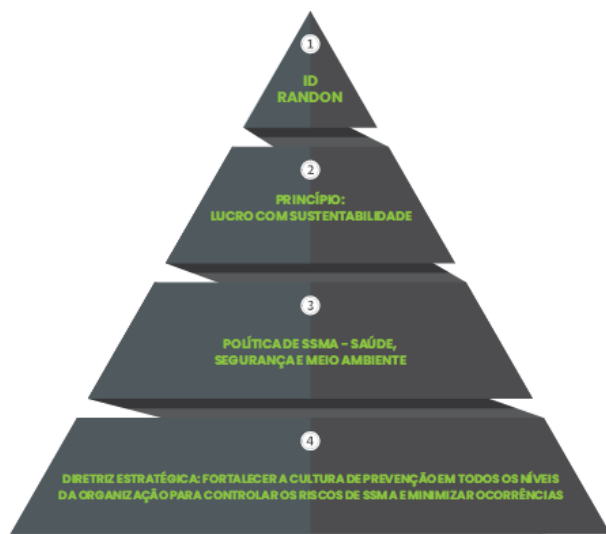 1
ID
RANDON
2
PRINCÍPIO:
LUCRO COM SUSTENTABILIDADE
3
POLÍTICA DE SSMA - SAÚDE,
SEGURANÇA E MEIO AMBIENTE
4
DIRETRIZ ESTRATÉGICA: FORTALECER A CULTURA DE PREVENÇÃO EM TODOS OS NÍVEIS
DA ORGANIZAÇÃO PARA CONTROLAR OS RISCOS DE SSMA E MINIMIZAR OCORRÊNCIAS